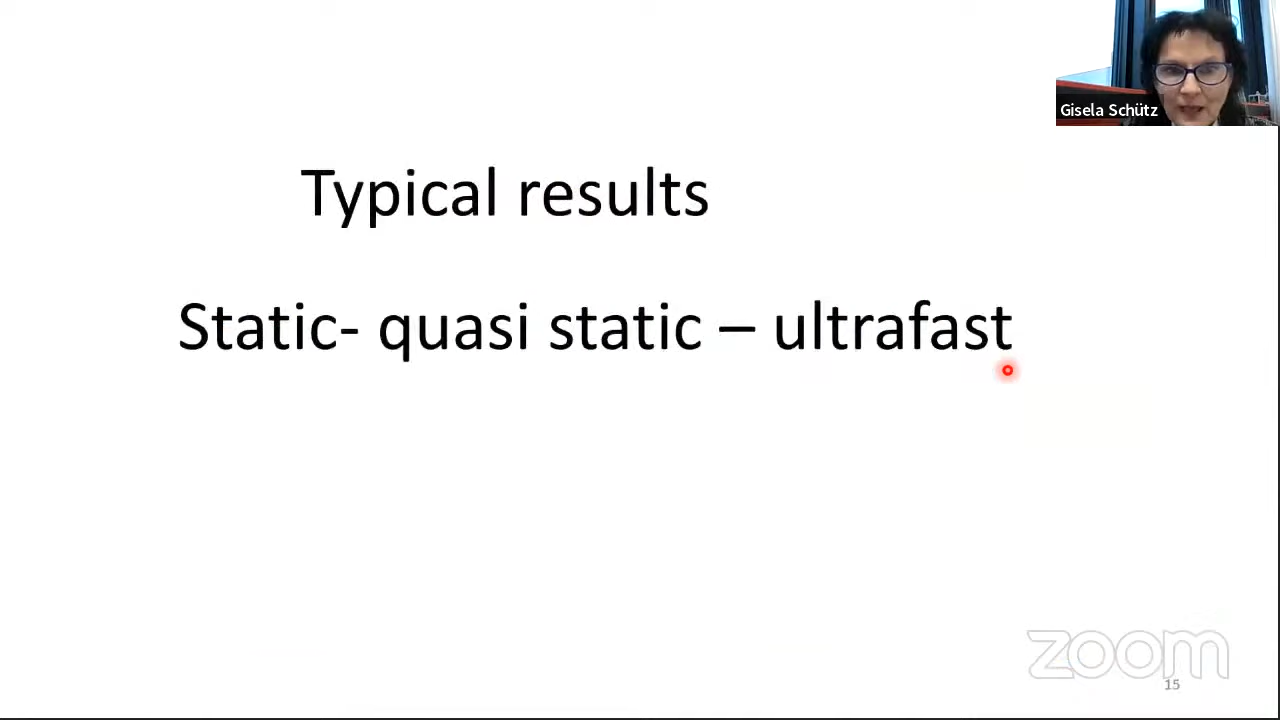 Gisela Schütz
Typical results
Static- quasi static – ultrafast
zoom
15